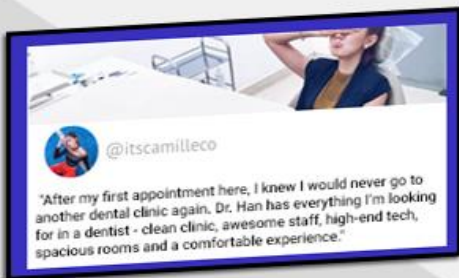 @itscamilleco
"After my first appointment here, I knew I would never go to
another dental clinic again. Dr. Han has everything I'm looking
for in a dentist - clean clinic, awesome staff, high-end tech,
spacious rooms and a comfortable experience."